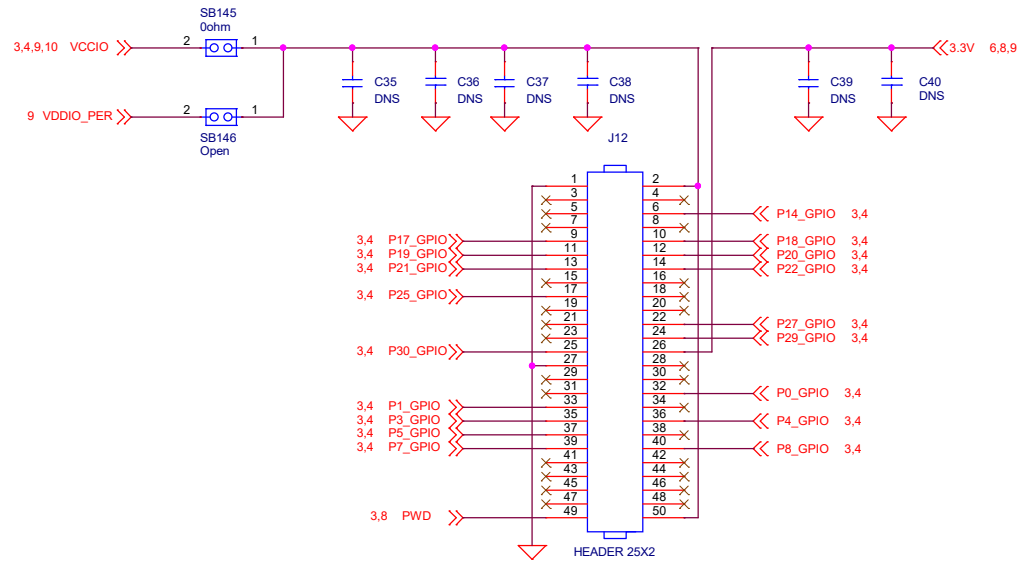 SB145
0ohm
3,4,9,10 VCCIO 2 1
3.3V 6,8,9
C35 DNS
C36 DNS
C37 DNS
C38 DNS
C39 DNS
C40 DNS
9 VDDIO_PER 2 1
SB146
Open
J12
1 2
3 4
5 6 P14_GPIO 3,4
7 8
3,4 P17_GPIO 9 10 P18_GPIO 3,4
3,4 P19_GPIO 11 12 P20_GPIO 3,4
3,4 P21_GPIO 13 14 P22_GPIO 3,4
15 16
3,4 P25_GPIO 17 18
19 20
21 22 P27_GPIO 3,4
23 24 P29_GPIO 3,4
3,4 P30_GPIO 25 26
27 28
29 30
31 32 P0_GPIO 3,4
3,4 P1_GPIO 33 34
3,4 P3_GPIO 35 36 P4_GPIO 3,4
3,4 P5_GPIO 37 38
3,4 P7_GPIO 39 40 P8_GPIO 3,4
41 42
43 44
45 46
47 48
3,8 PWD 49 50
HEADER 25X2